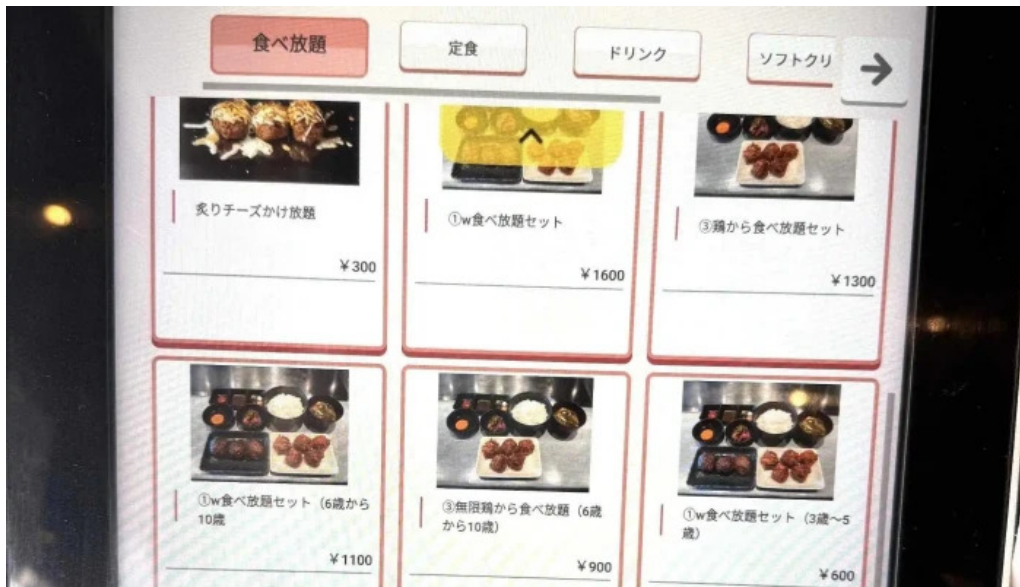 食べ放題
定食
ドリンク
ソフトクリ
炙りチーズかけ放題
¥300
①w食べ放題セット
¥1600
③鶏から食べ放題セット
¥1300
①w食べ放題セット（6歳から
10歳
¥1100
③無限鶏から食べ放題（6歳
から10歳）
¥900
①w食べ放題セット（3歳～5
歳）
¥600